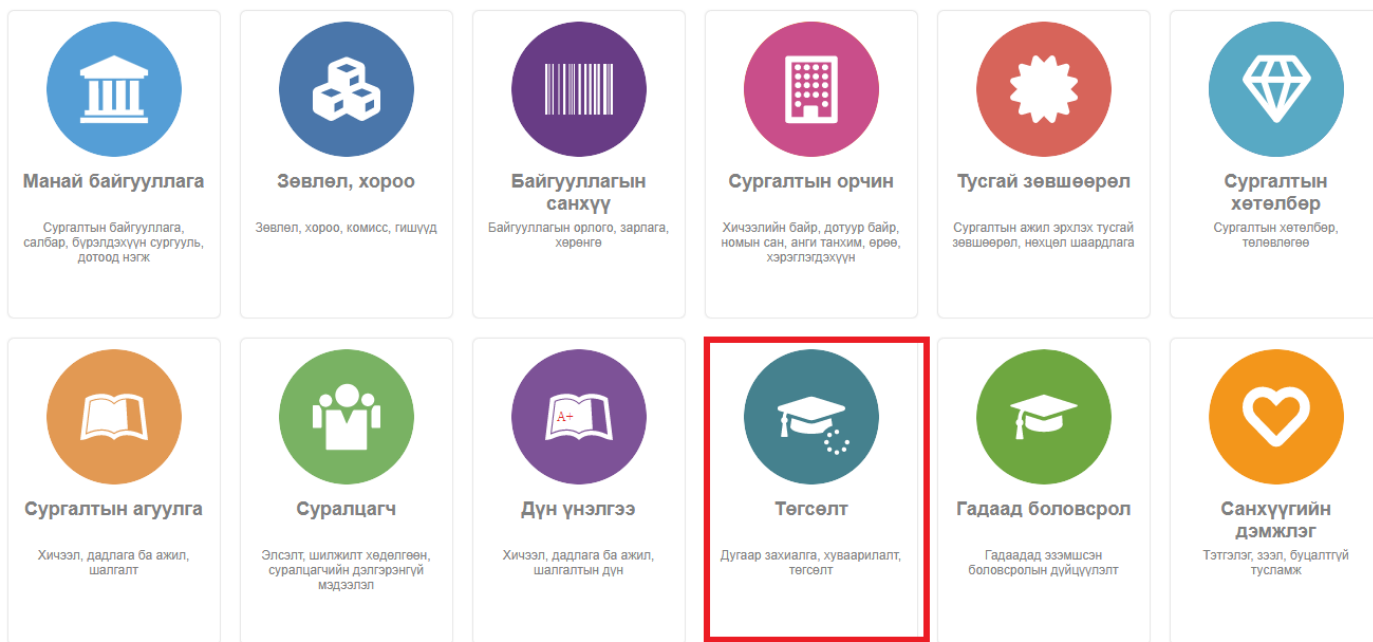 Манай байгууллага
Сургалтын байгууллага,
салбар, бүрэлдэхүүн сургууль,
дотоод нэгж
Зөвлөл, хороо
Зөвлөл, хороо, комисс, гишүүд
Байгууллагын
санхүү
Байгууллагын орлого, зарлага,
хөрөнгө
Сургалтын орчин
Хичээлийн байр, дотуур байр,
номын сан, анги танхим, өрөө,
хэрэглэгдэхүүн
Тусгай зөвшөөрөл
Сургалтын ажил эрхлэх тусгай
зөвшөөрөл, нөхцөл шаардлага
Сургалтын
хөтөлбөр
Сургалтын хөтөлбөр,
төлөвлөгөө
Сургалтын агуулга
Хичээл, дадлага ба ажил,
шалгалт
Суралцагч
Элсэлт, шилжилт хөдөлгөөн,
суралцагчийн дэлгэрэнгүй
мэдээлэл
A+
Дүн үнэлгээ
Хичээл, дадлага ба ажил,
шалгалтын дүн
Төгсөлт
Дугаар захиалга, хуваарилалт,
төгсөлт
Гадаад боловсрол
Гадаадад эзэмшсэн
боловсролын дүйцүүлэлт
Санхүүгийн
дэмжлэг
Тэтгэлэг, зээл, буцалтгүй
тусламж